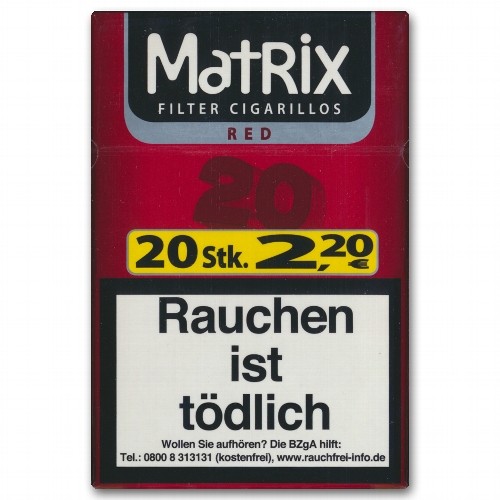 MatRix
FILTER CIGARILLOS
RED
20
20 Stk. 2,20 €
Rauchen
ist
tödlich
Wollen Sie aufhören? Die BZgA hilft:
Tel.: 0800 8 313131 (kostenfrei), www.rauchfrei-info.de